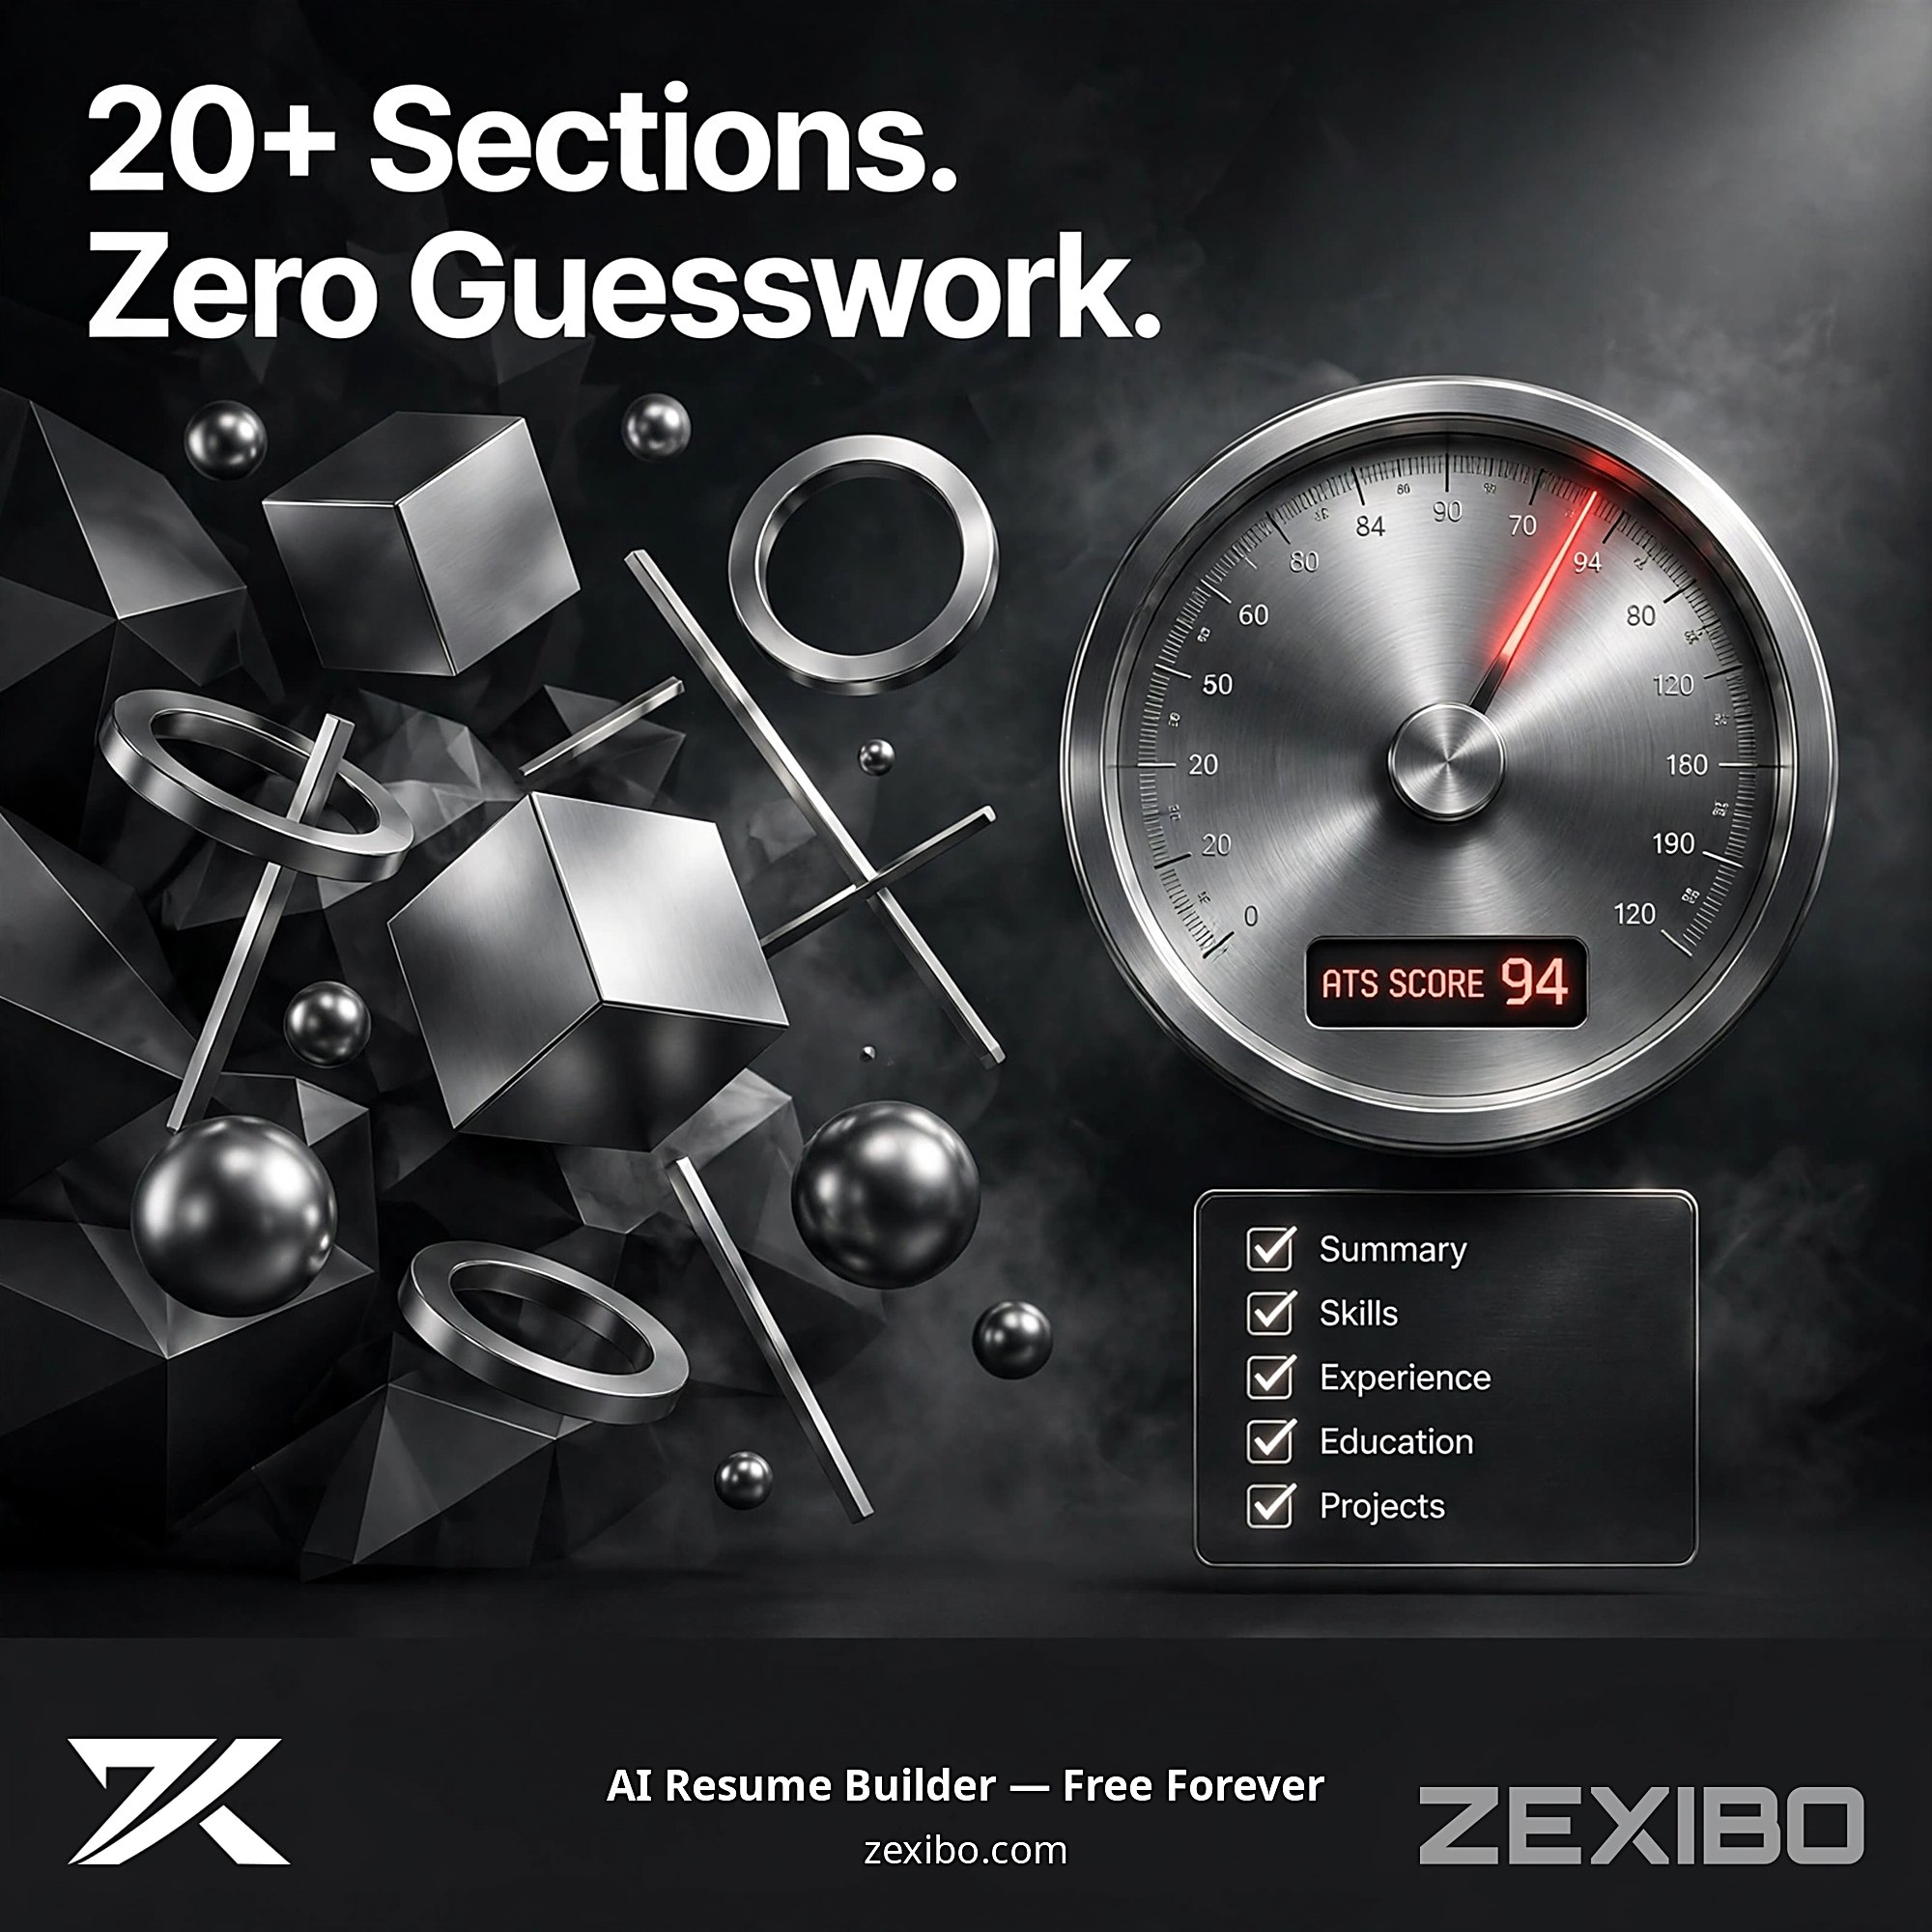 20+ Sections.
Zero Guesswork.
0
20
20
50
60
80
84
90
70
94
80
120
180
190
120
ATS SCORE 94
Summary
Skills
Experience
Education
Projects
AI Resume Builder — Free Forever
zexibo.com
ZEXIBO